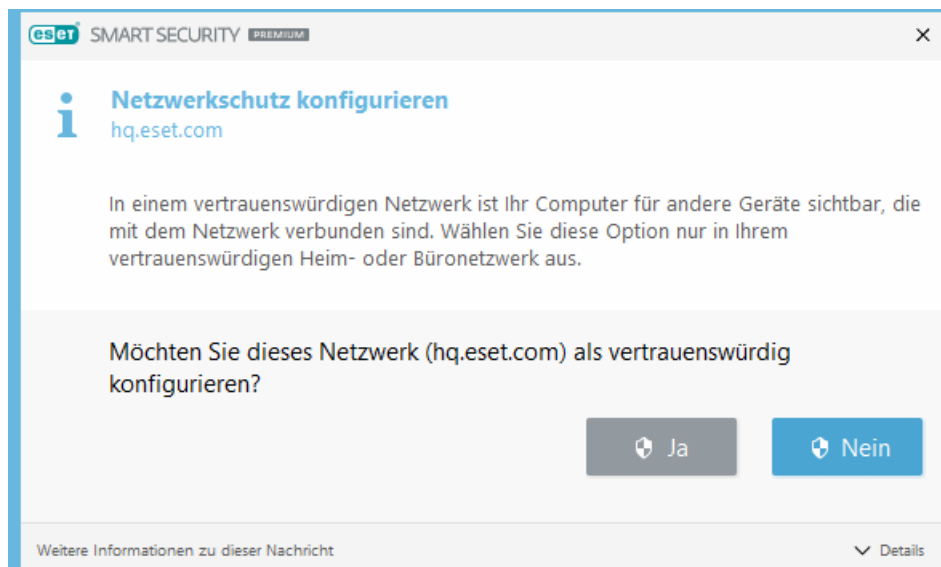 eset SMART SECURITY PREMIUM
Netzwerkschutz konfigurieren
hq.eset.com
In einem vertrauenswürdigen Netzwerk ist Ihr Computer für andere Geräte sichtbar, die
mit dem Netzwerk verbunden sind. Wählen Sie diese Option nur in Ihrem
vertrauenswürdigen Heim- oder Büronetzwerk aus.
Möchten Sie dieses Netzwerk (hq.eset.com) als vertrauenswürdig
konfigurieren?
Ja Nein
Weitere Informationen zu dieser Nachricht Details